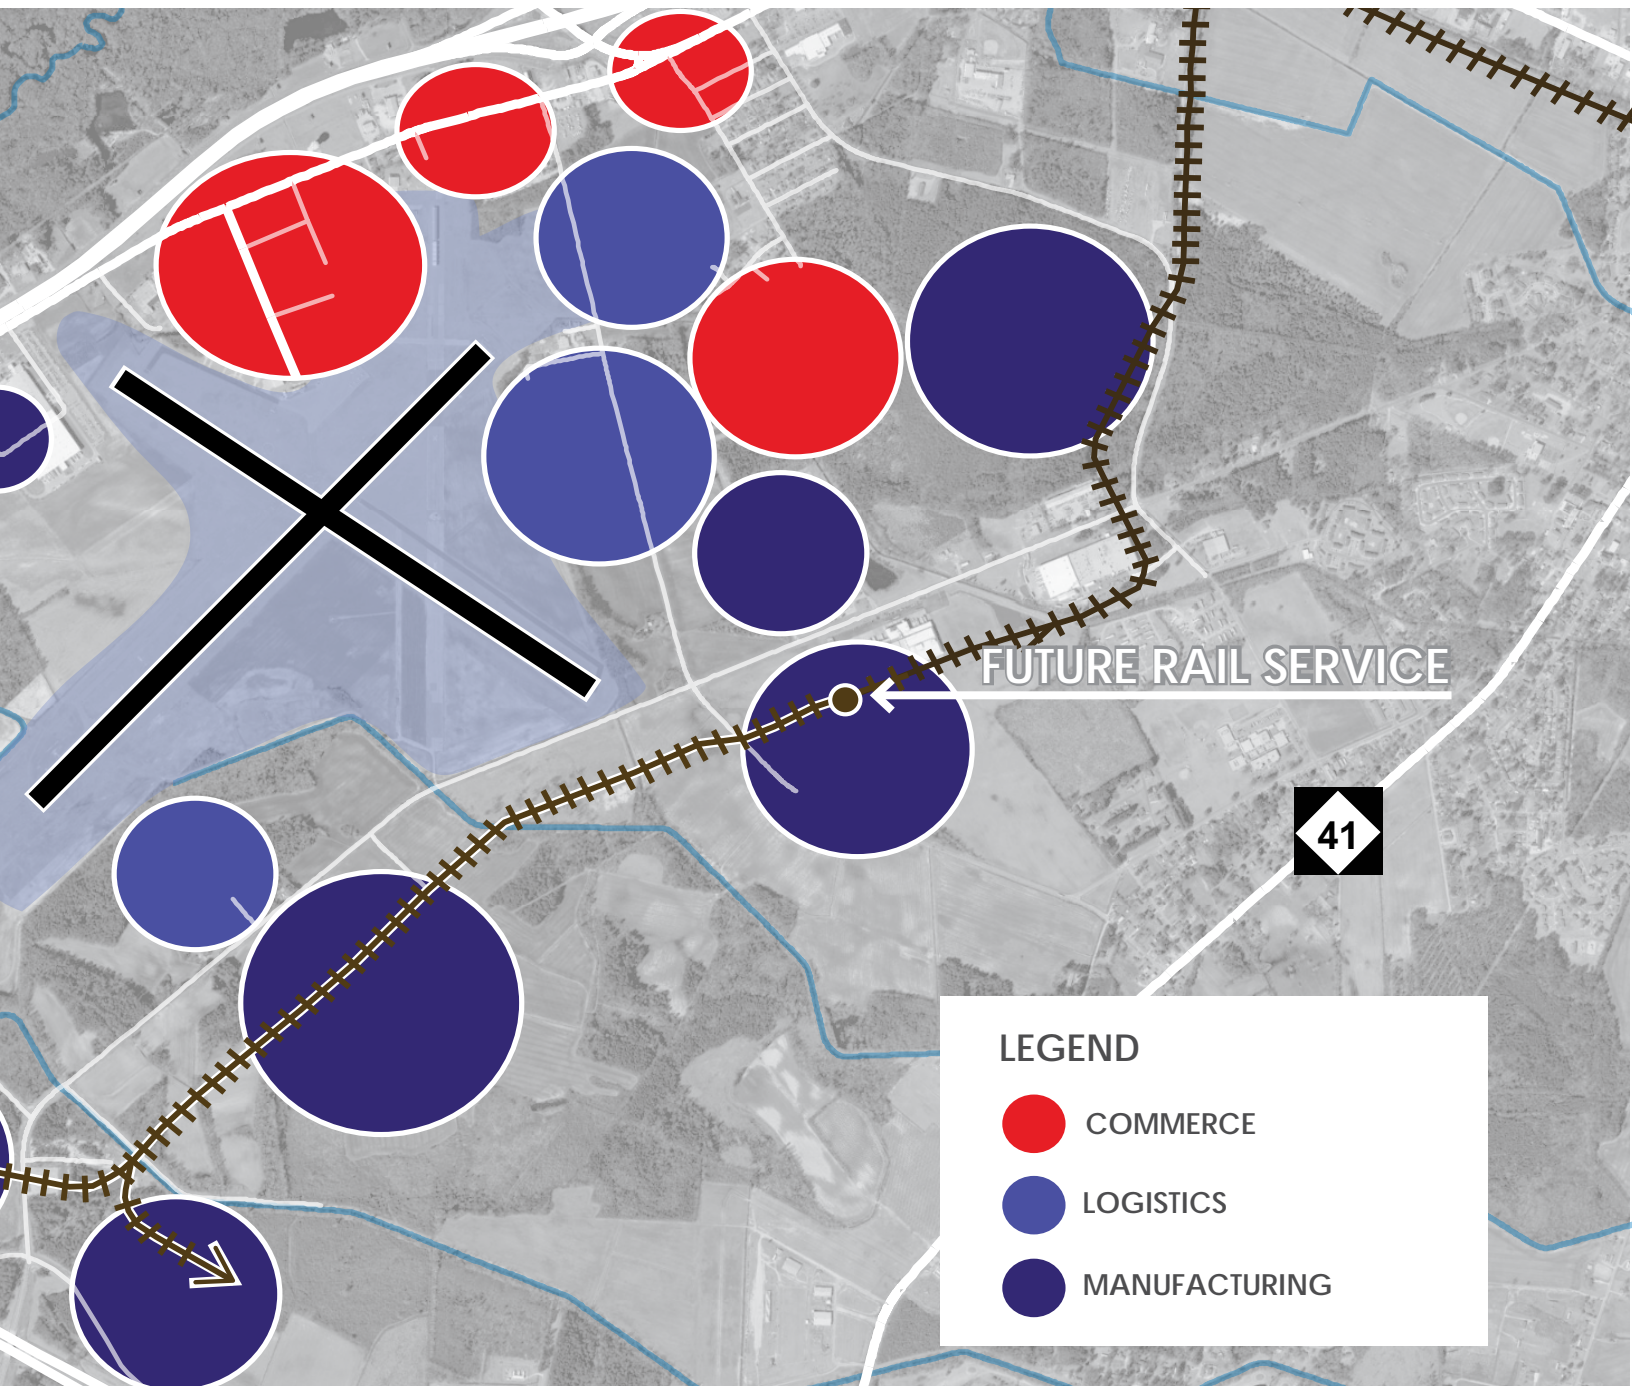 FUTURE RAIL SERVICE
41
LEGEND
COMMERCE
LOGISTICS
MANUFACTURING